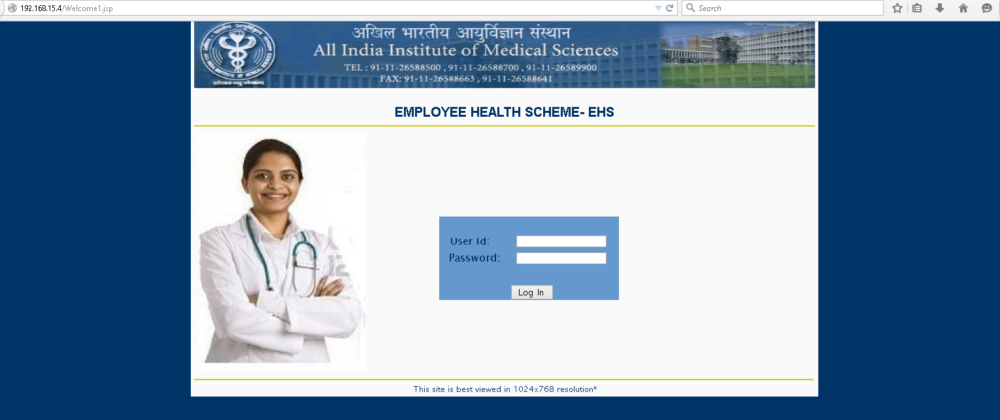 192.168.15.4/Welcome1.jsp
Search
अखिल भारतीय आयुर्विज्ञान संस्थान
All India Institute of Medical Sciences
TEL : 91-11-26588500 , 91-11-26588700 , 91-11-26589900
FAX: 91-11-26588663 , 91-11-26588641
EMPLOYEE HEALTH SCHEME- EHS
User Id:
Password:
Log In
This site is best viewed in 1024x768 resolution*